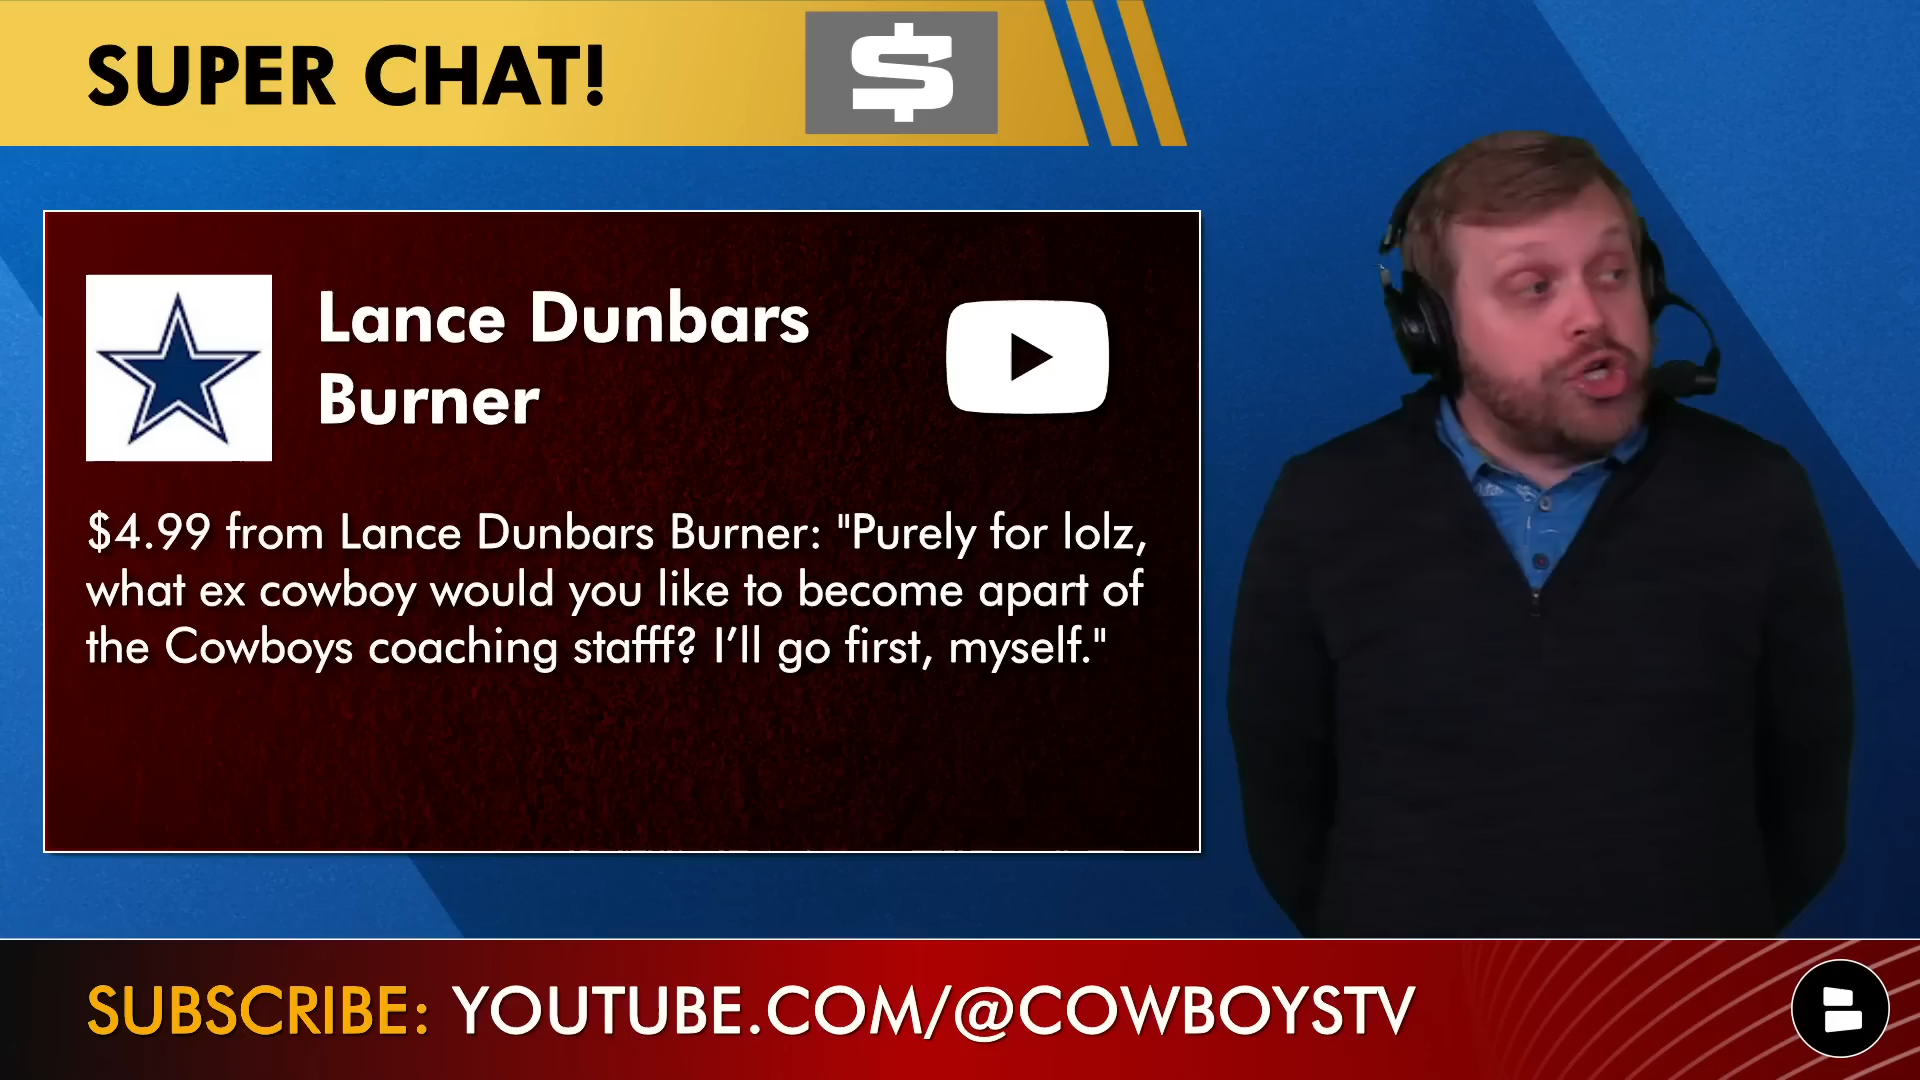 SUPER CHAT!
$
Lance Dunbars
Burner
$4.99 from Lance Dunbars Burner: "Purely for lolz,
what ex cowboy would you like to become apart of
the Cowboys coaching stafff? I’ll go first, myself."
SUBSCRIBE: YOUTUBE.COM/@COWBOYSTV